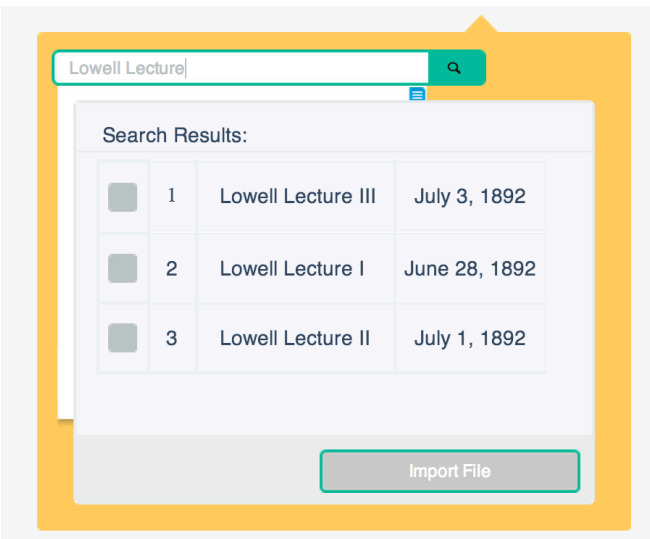 Lowell Lecture
Search Results:
1 Lowell Lecture III July 3, 1892
2 Lowell Lecture I June 28, 1892
3 Lowell Lecture II July 1, 1892
Import File